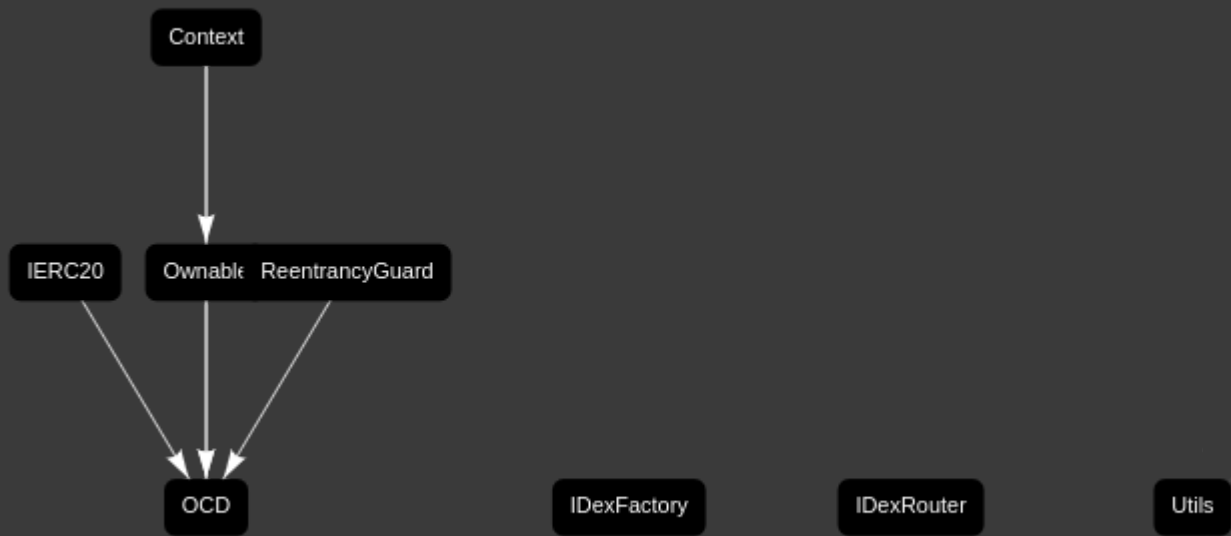 Context
IERC20
Ownable
ReentrancyGuard
OCD
IDexFactory
IDexRouter
Utils